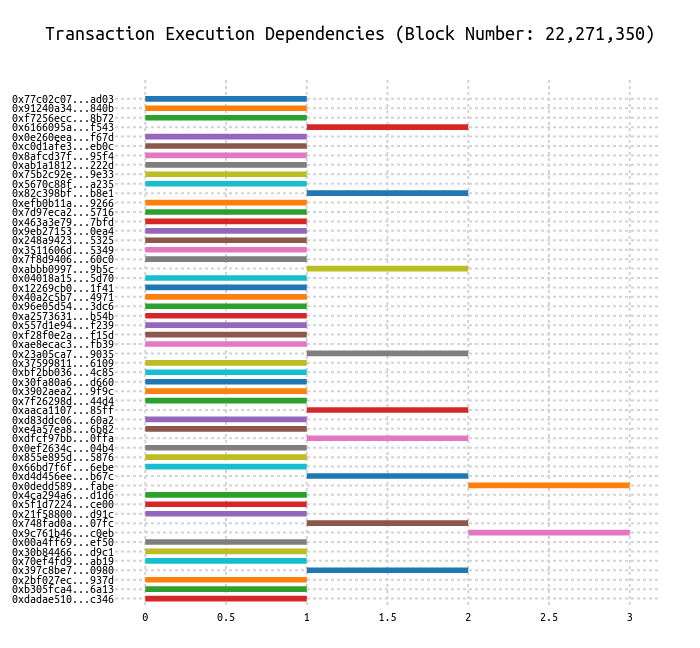 Transaction Execution Dependencies (Block Number: 22,271,350)
0x77c02c07...ad03
0x91240a34...840b
0xf7256ecc...8b72
0x6166095a...f543
0x0e260eea...f67d
0xc0d1afe3...eb0c
0x8afcd37f...95f4
0xab1a1812...222d
0x75b2c92e...9e33
0x5670c88f...a235
0x82c398bf...b8e1
0xefb0b11a...9266
0x7d97eca2...5716
0x463a3e79...7bfd
0x9eb27153...0ea4
0x248a9423...5325
0x3511606d...5349
0x7f8d9406...60c0
0xabbb0997...9b5c
0x04018a15...5d70
0x12269cb0...1f41
0x40a2c5b7...4971
0x96e05d54...3dc6
0xa2573631...b54b
0x557d1e94...f239
0xf28f0e2a...f15d
0xae8ecac3...fb39
0x23a05ca7...9035
0x37599811...6109
0xbf2bb036...4c85
0x30fa80a6...d660
0x3902aea2...9f9c
0x7f26298d...44d4
0xaaca1107...85ff
0xd83ddc06...60a2
0xe4a57ea8...6b82
0xdfcf97bb...0ffa
0x0ef2634c...04b4
0x855e895d...5876
0x66bd7f6f...6ebe
0xd4d456ee...b67c
0x0dedd589...fabe
0x4ca294a6...d1d6
0x5f1d7224...ce00
0x21f58800...d91c
0x748fad0a...07fc
0x9c761b46...c0eb
0x00a4ff69...ef50
0x30b84466...d9c1
0x70ef4fd9...ab19
0x397c8be7...0980
0x2bf027ec...937d
0xb305fca4...6a13
0xdadae510...c346
0 0.5 1 1.5 2 2.5 3